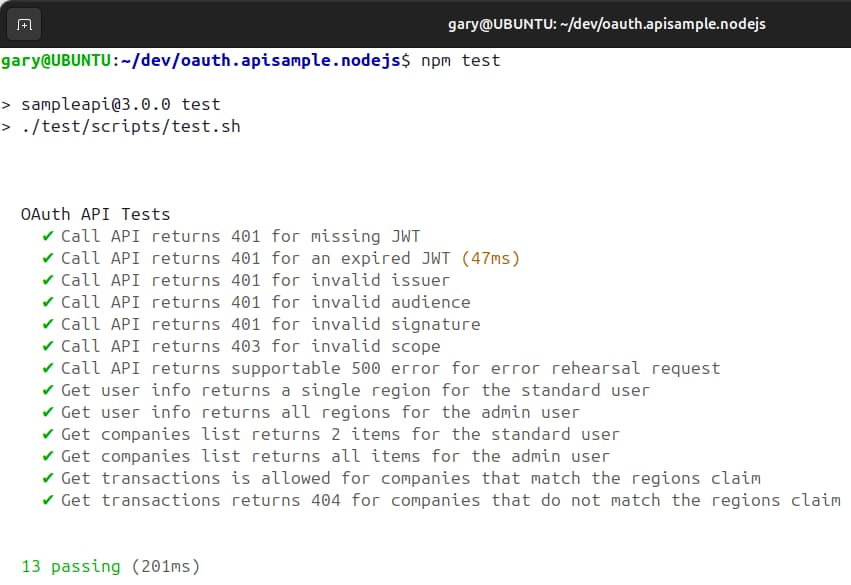 gary@UBUNTU: ~/dev/oauth.apisample.nodejs
gary@UBUNTU:~/dev/oauth.apisample.nodejs$ npm test
> sampleapi@3.0.0 test
> ./test/scripts/test.sh
OAuth API Tests
✔ Call API returns 401 for missing JWT
✔ Call API returns 401 for an expired JWT (47ms)
✔ Call API returns 401 for invalid issuer
✔ Call API returns 401 for invalid audience
✔ Call API returns 401 for invalid signature
✔ Call API returns 403 for invalid scope
✔ Call API returns supportable 500 error for error rehearsal request
✔ Get user info returns a single region for the standard user
✔ Get user info returns all regions for the admin user
✔ Get companies list returns 2 items for the standard user
✔ Get companies list returns all items for the admin user
✔ Get transactions is allowed for companies that match the regions claim
✔ Get transactions returns 404 for companies that do not match the regions claim
13 passing (201ms)